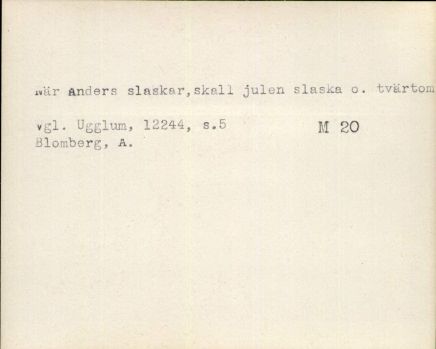 När Anders slaskar,skall julen slaska o. tvärtom
vgl. Ugglum, 12244, s.5 M 20
Blomberg, A.